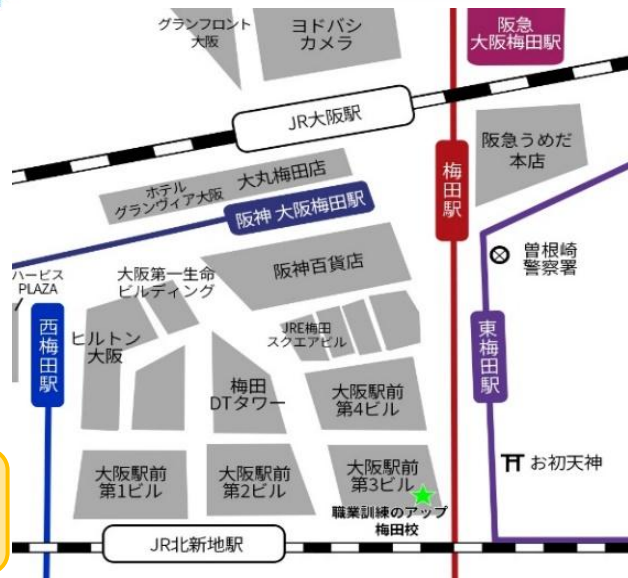 グランフロント
大阪
ヨドバシ
カメラ
阪急
大阪梅田駅
JR大阪駅
阪急うめだ
本店
梅田駅
ホテル
グランヴィア大阪
大丸梅田店
阪神 大阪梅田駅
曽根崎
警察署
ハービス
PLAZA
大阪第一生命
ビルディング
阪神百貨店
西梅田駅
ヒルトン
大阪
JRE梅田
スクエアビル
東梅田駅
梅田
DTタワー
大阪駅前
第4ビル
大阪駅前
第1ビル
大阪駅前
第2ビル
大阪駅前
第3ビル
お初天神
職業訓練のアップ
梅田校
JR北新地駅